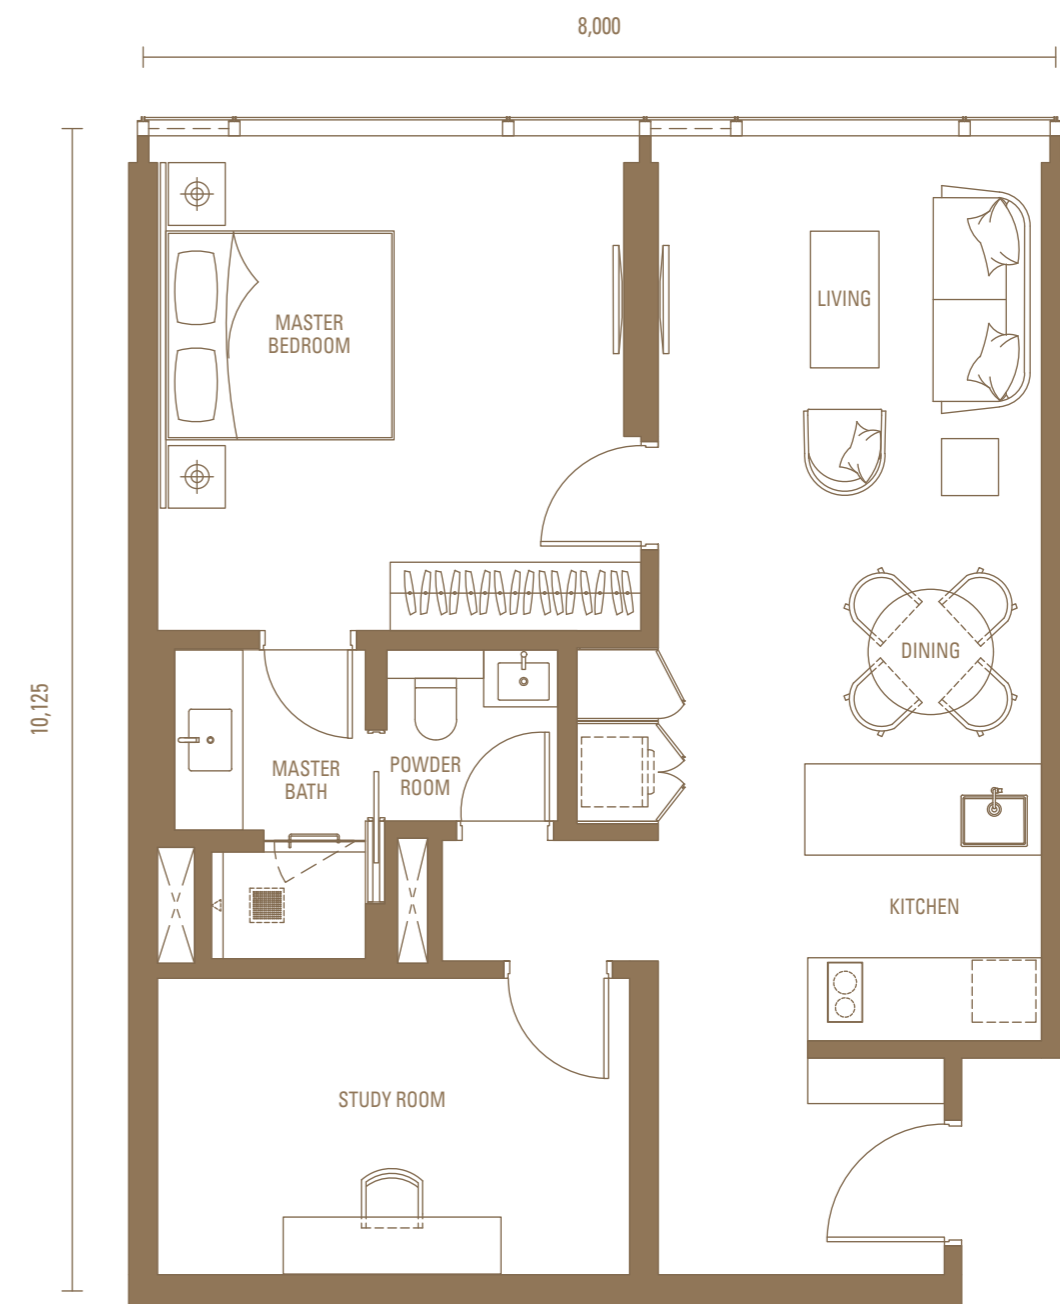 8,000
10,125
MASTER
BEDROOM
LIVING
DINING
MASTER
BATH
POWDER
ROOM
KITCHEN
STUDY ROOM